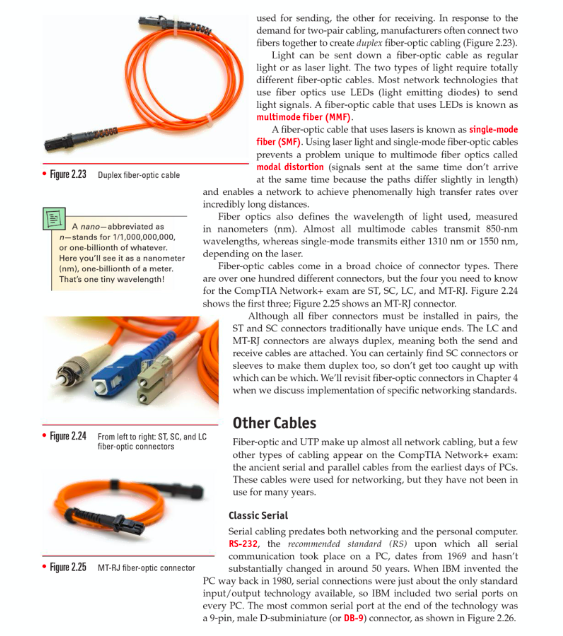 used for sending, the other for receiving. In response to the
demand for two-pair cabling, manufacturers often connect two
fibers together to create duplex fiber-optic cabling (Figure 2.23).
Light can be sent down a fiber-optic cable as regular
light or as laser light. The two types of light require totally
different fiber-optic cables. Most network technologies that
use fiber optics use LEDs (light emitting diodes) to send
light signals. A fiber-optic cable that uses LEDs is known as
multimode fiber (MMF).
A fiber-optic cable that uses lasers is known as single-mode
fiber (SMF). Using laser light and single-mode fiber-optic cables
prevents a problem unique to multimode fiber optics called
modal distortion (signals sent at the same time don't arrive
at the same time because the paths differ slightly in length)
and enables a network to achieve phenomenally high transfer rates over
incredibly long distances.
• Figure 2.23 Duplex fiber-optic cable
Fiber optics also defines the wavelength of light used, measured
in nanometers (nm). Almost all multimode cables transmit 850-nm
wavelengths, whereas single-mode transmits either 1310 nm or 1550 nm,
depending on the laser.
A nano—abbreviated as
n—stands for 1/1,000,000,000,
or one-billionth of whatever.
Here you'll see it as a nanometer
(nm), one-billionth of a meter.
That's one tiny wavelength!
Fiber-optic cables come in a broad choice of connector types. There
are over one hundred different connectors, but the four you need to know
for the CompTIA Network+ exam are ST, SC, LC, and MT-RJ. Figure 2.24
shows the first three; Figure 2.25 shows an MT-RJ connector.
Although all fiber connectors must be installed in pairs, the
ST and SC connectors traditionally have unique ends. The LC and
MT-RJ connectors are always duplex, meaning both the send and
receive cables are attached. You can certainly find SC connectors or
sleeves to make them duplex too, so don't get too caught up with
which can be which. We'll revisit fiber-optic connectors in Chapter 4
when we discuss implementation of specific networking standards.
• Figure 2.24 From left to right: ST, SC, and LC
fiber-optic connectors
Other Cables
Fiber-optic and UTP make up almost all network cabling, but a few
other types of cabling appear on the CompTIA Network+ exam:
the ancient serial and parallel cables from the earliest days of PCs.
These cables were used for networking, but they have not been in
use for many years.
Classic Serial
Serial cabling predates both networking and the personal computer.
RS-232, the recommended standard (RS) upon which all serial
communication took place on a PC, dates from 1969 and hasn't
substantially changed in around 50 years. When IBM invented the
PC way back in 1980, serial connections were just about the only standard
input/output technology available, so IBM included two serial ports on
every PC. The most common serial port at the end of the technology was
a 9-pin, male D-subminiature (or DB-9) connector, as shown in Figure 2.26.
• Figure 2.25 MT-RJ fiber-optic connector